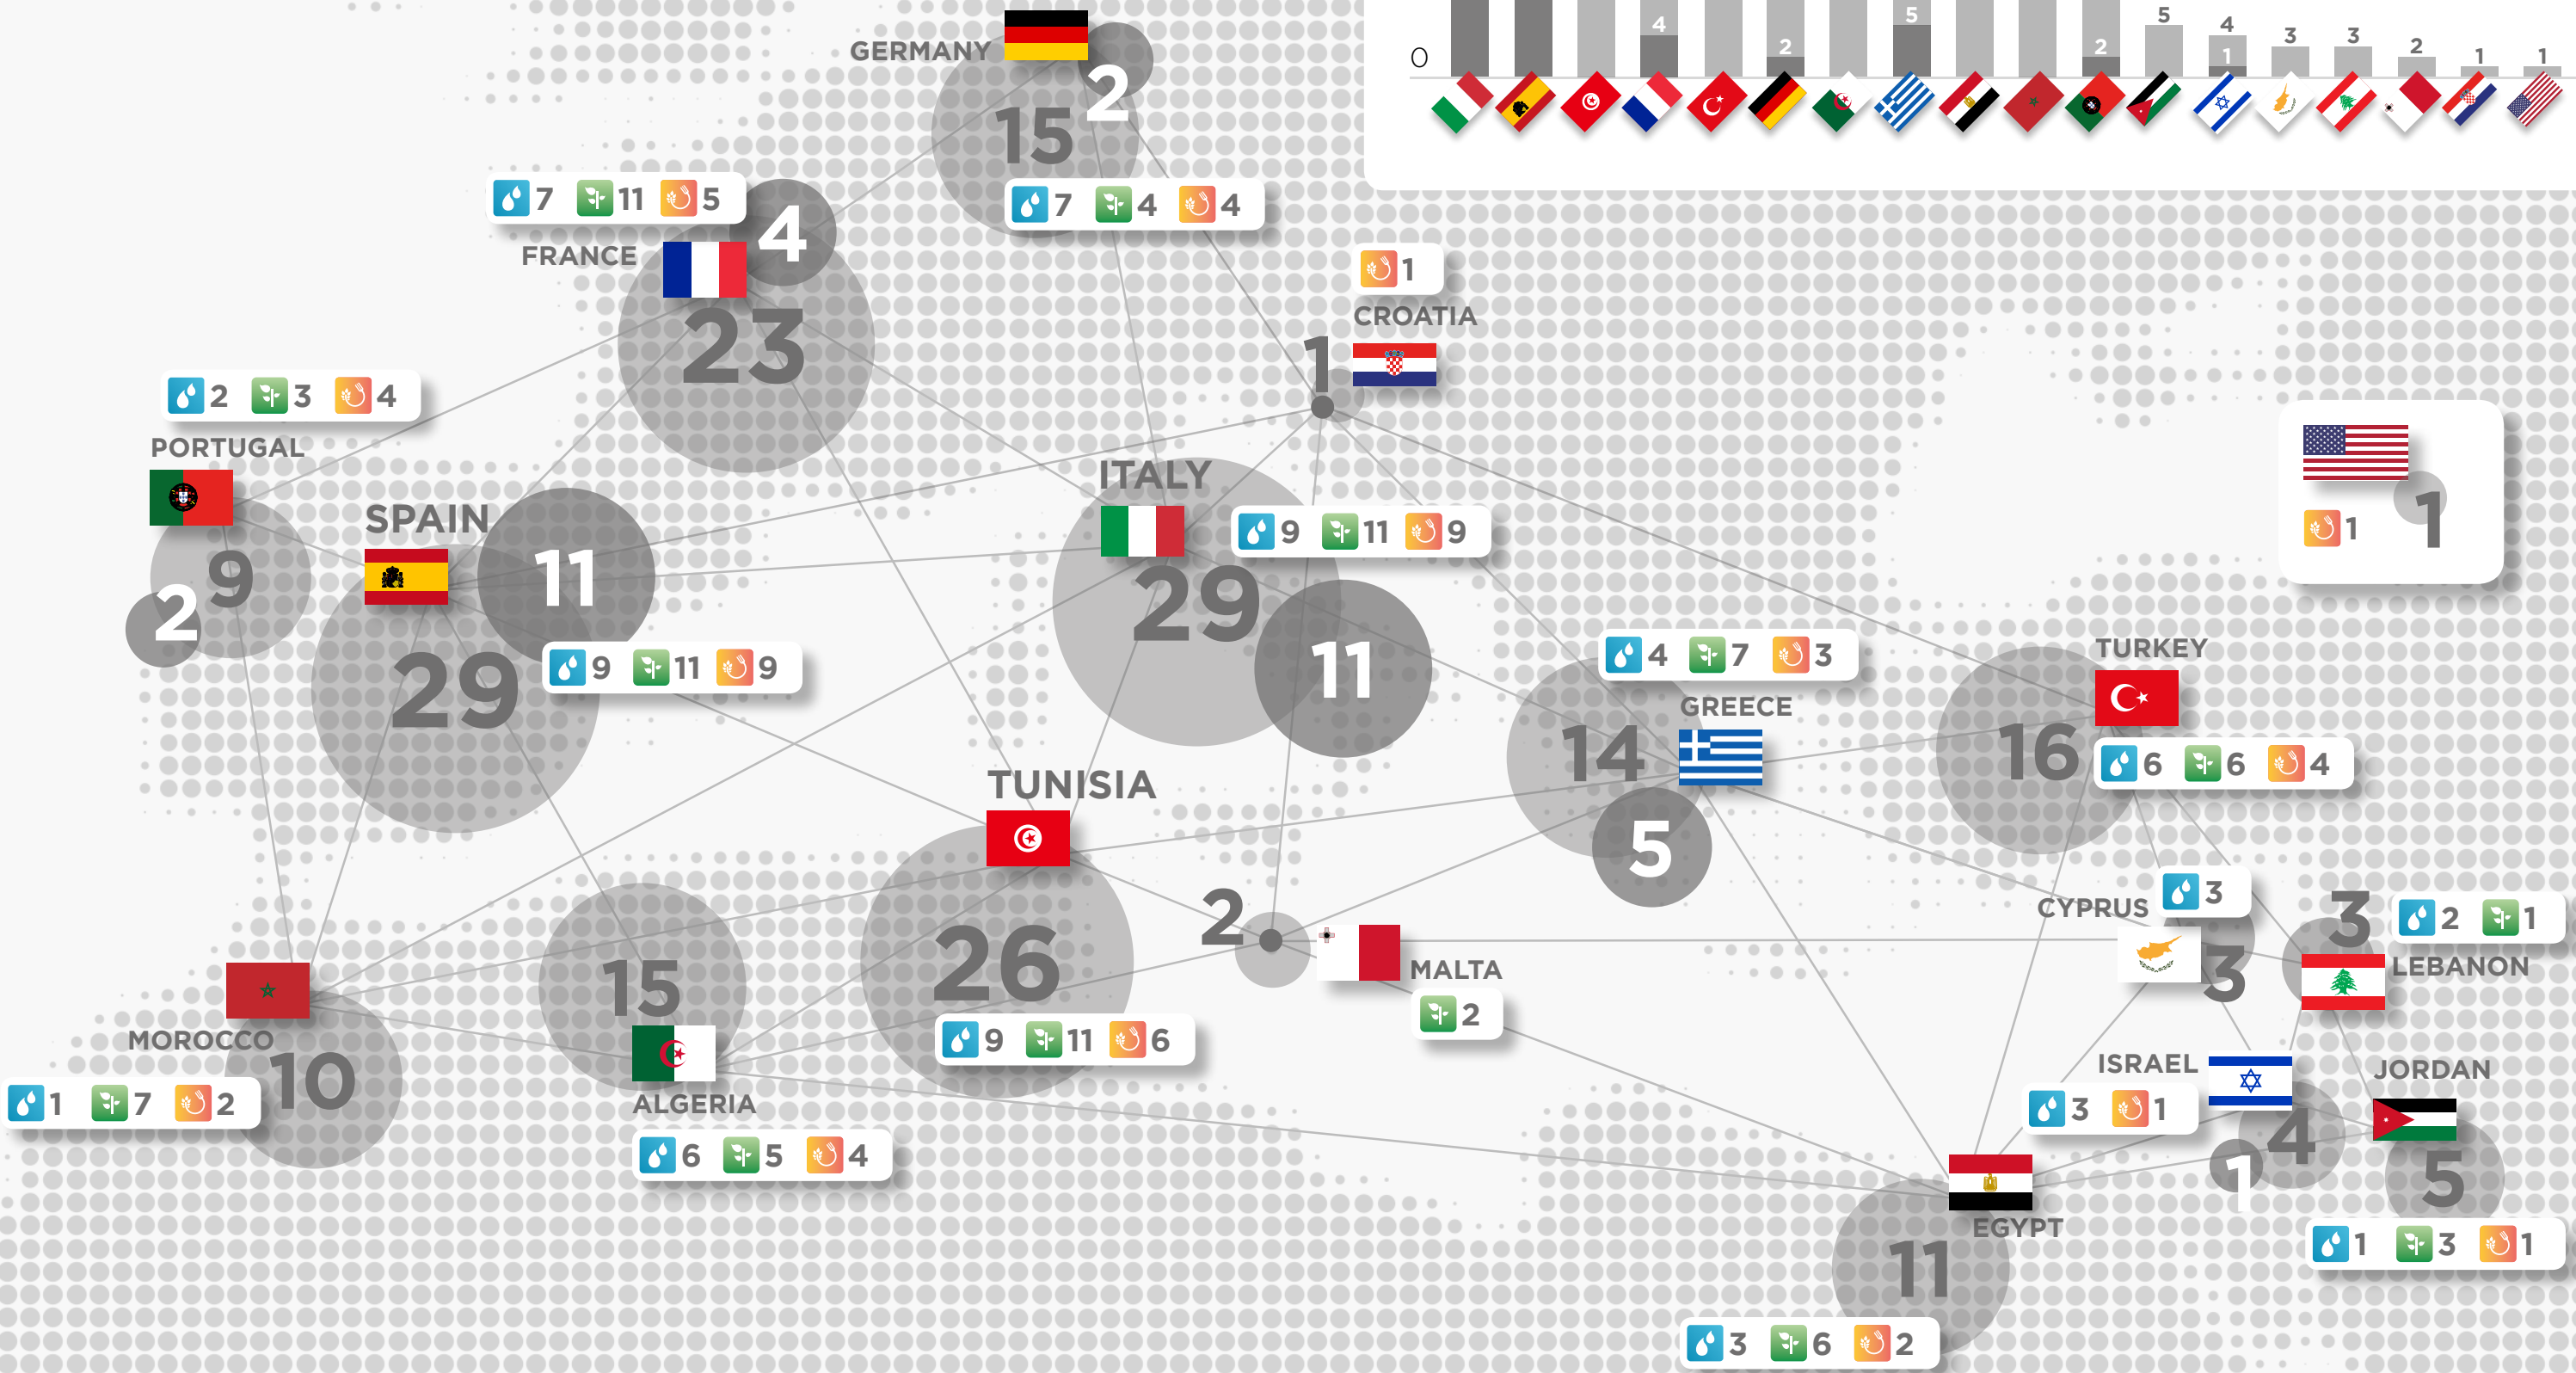 5
4
4
5
3
3
2
2
2
1
1
1
0
GERMANY
2
15
7 4 4
7 11 5
4
FRANCE
23
1
CROATIA
1
2 3 4
PORTUGAL
9
2
SPAIN
11
29
9 11 9
ITALY
9 11 9
29
11
1
1
4 7 3
GREECE
14
5
TURKEY
16
6 6 4
TUNISIA
26
9 11 6
2
MALTA
2
3
CYPRUS
3
3
2 1
LEBANON
MOROCCO
10
1 7 2
15
ALGERIA
6 5 4
ISRAEL
3 1
4
1
JORDAN
5
1 3 1
EGYPT
11
3 6 2